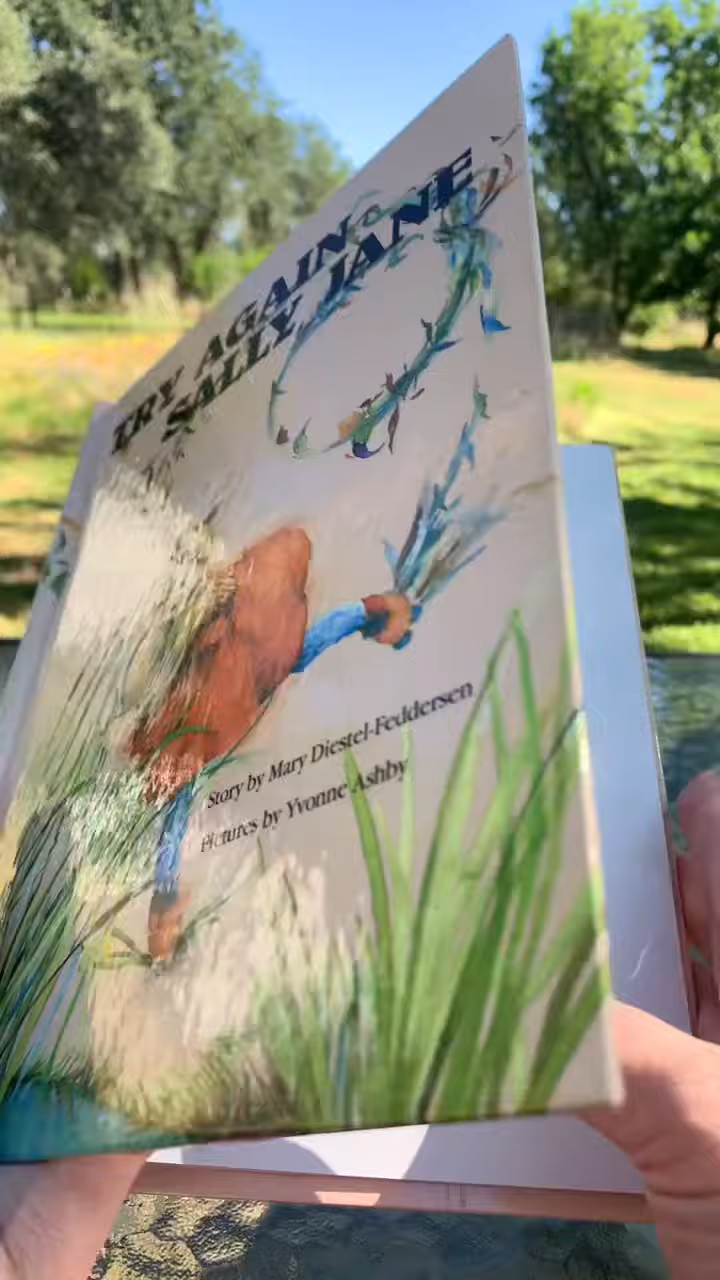 TRY AGAIN
SALLY JANE
Story by Mary Diestel-Feddersen
Pictures by Yvonne Ashby